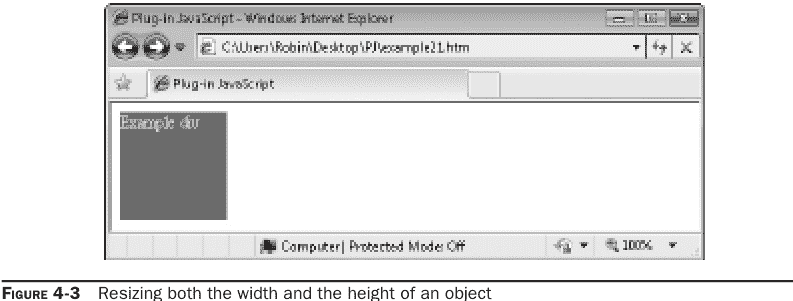 Plug-in JavaScript - Windows Internet Explorer
C:\Users\Robin\Desktop\PJ\example21.htm
Plug-in JavaScript
Example div
Computer | Protected Mode: Off
100%
FIGURE 4-3 Resizing both the width and the height of an object